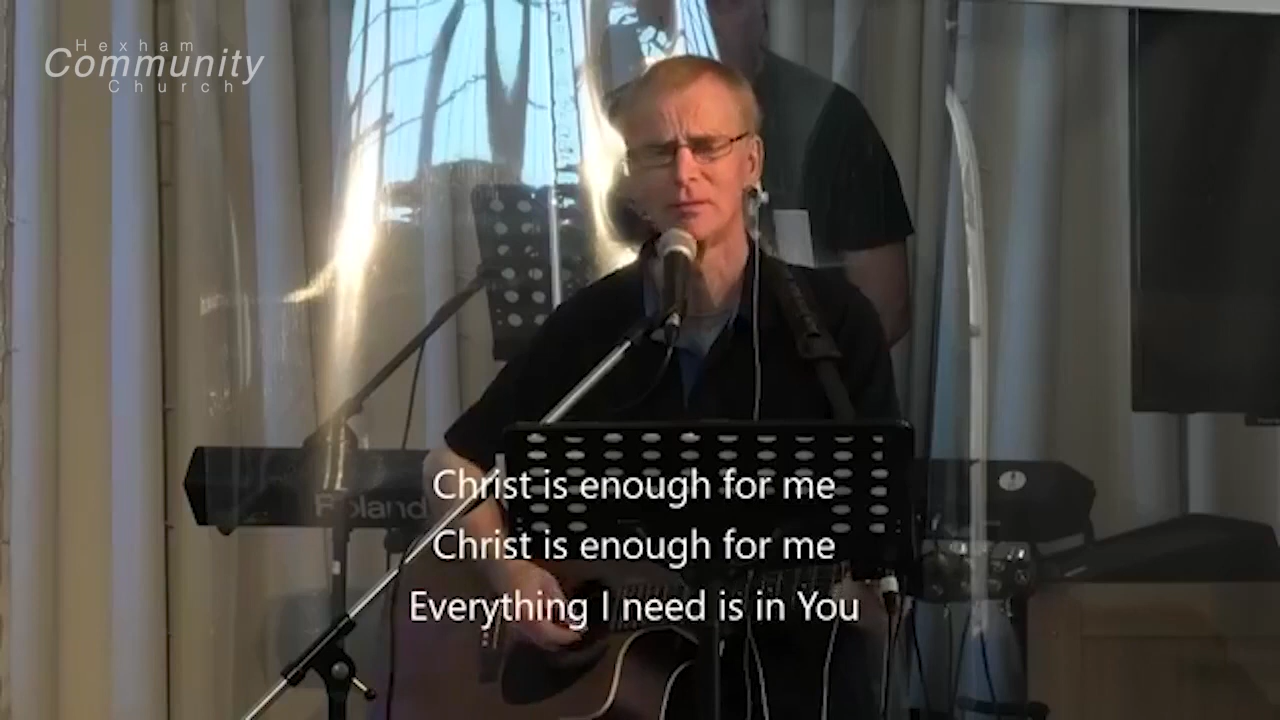 Hexham
Community
Church
Roland
Christ is enough for me
Christ is enough for me
Everything I need is in You